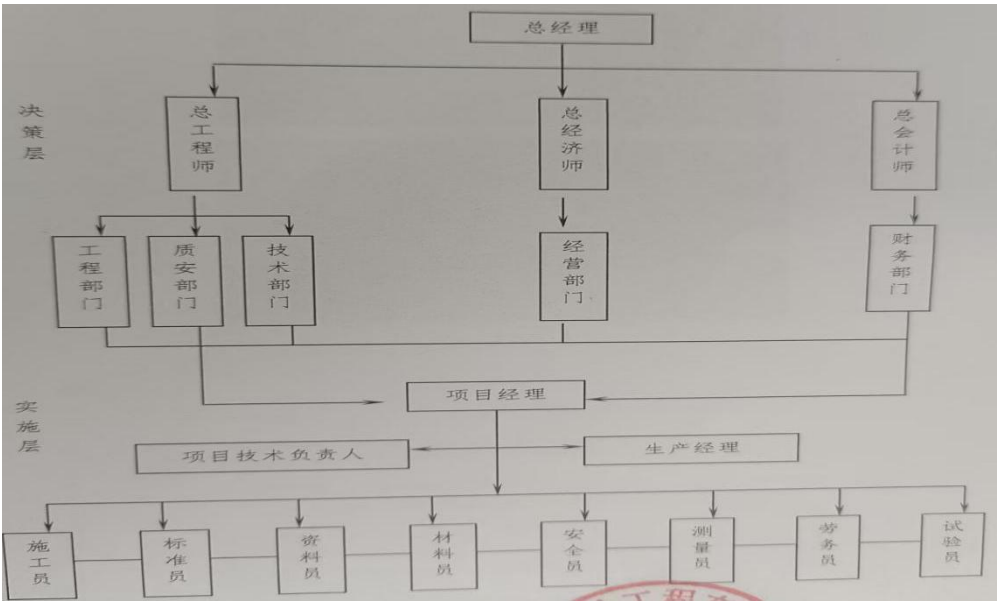 总经理
决策层
总工程师
总经济师
总会计师
工程部门
质安部门
技术部门
经营部门
财务部门
实施层
项目经理
项目技术负责人
生产经理
施工员
标准员
资料员
材料员
安全员
测量员
劳务员
试验员
工程